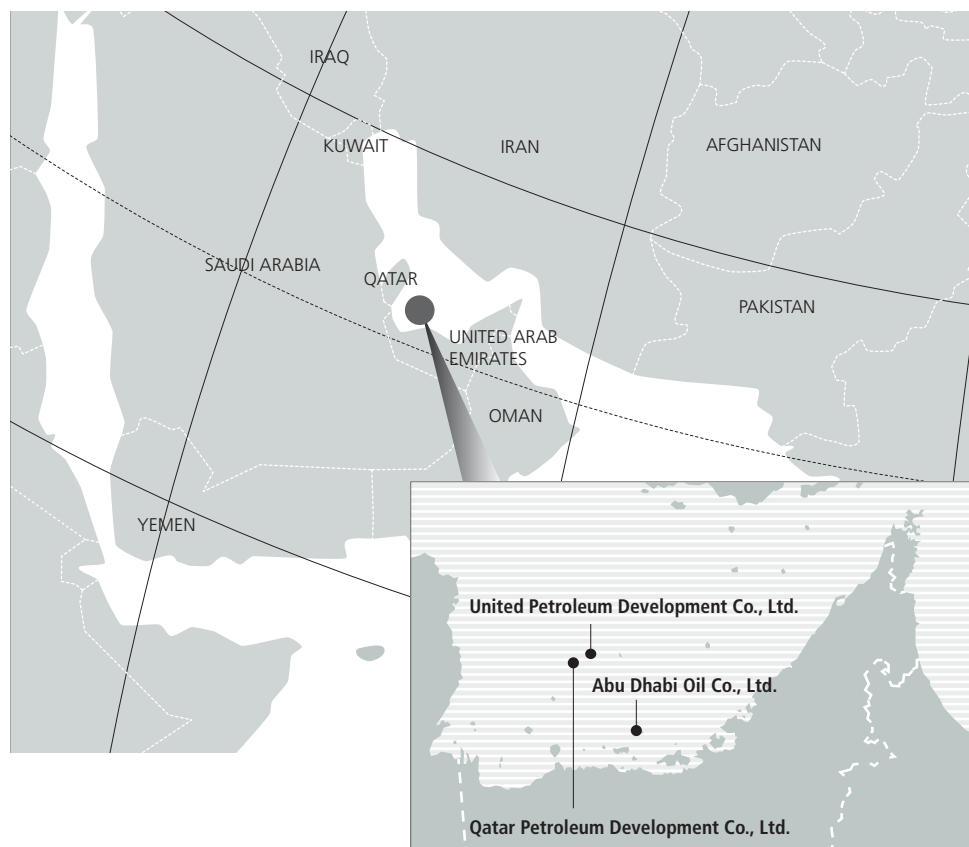 IRAQ
KUWAIT
IRAN
AFGHANISTAN
SAUDI ARABIA
QATAR
PAKISTAN
UNITED ARAB
EMIRATES
OMAN
YEMEN
United Petroleum Development Co., Ltd.
Abu Dhabi Oil Co., Ltd.
Qatar Petroleum Development Co., Ltd.